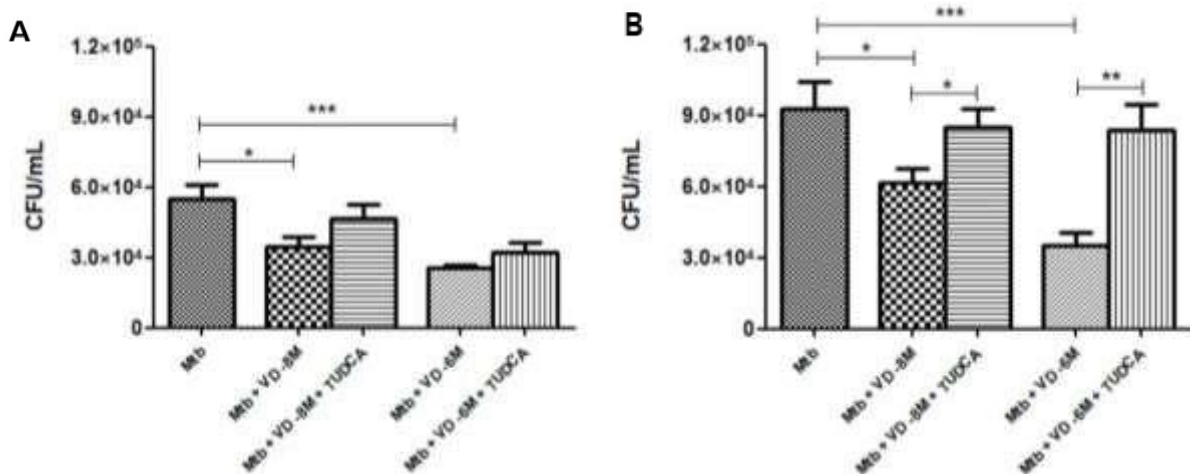 A
CFU/mL
1.2×10⁵
9.0×10⁴
6.0×10⁴
3.0×10⁴
0
***
*
Mtb
Mtb + VD -8M
Mtb + VD -8M + TUDCA
Mtb + VD -6M
Mtb + VD -6M + TUDCA
B
CFU/mL
1.2×10⁵
9.0×10⁴
6.0×10⁴
3.0×10⁴
0
***
*
*
**
Mtb
Mtb + VD -8M
Mtb + VD -8M + TUDCA
Mtb + VD -6M
Mtb + VD -6M + TUDCA